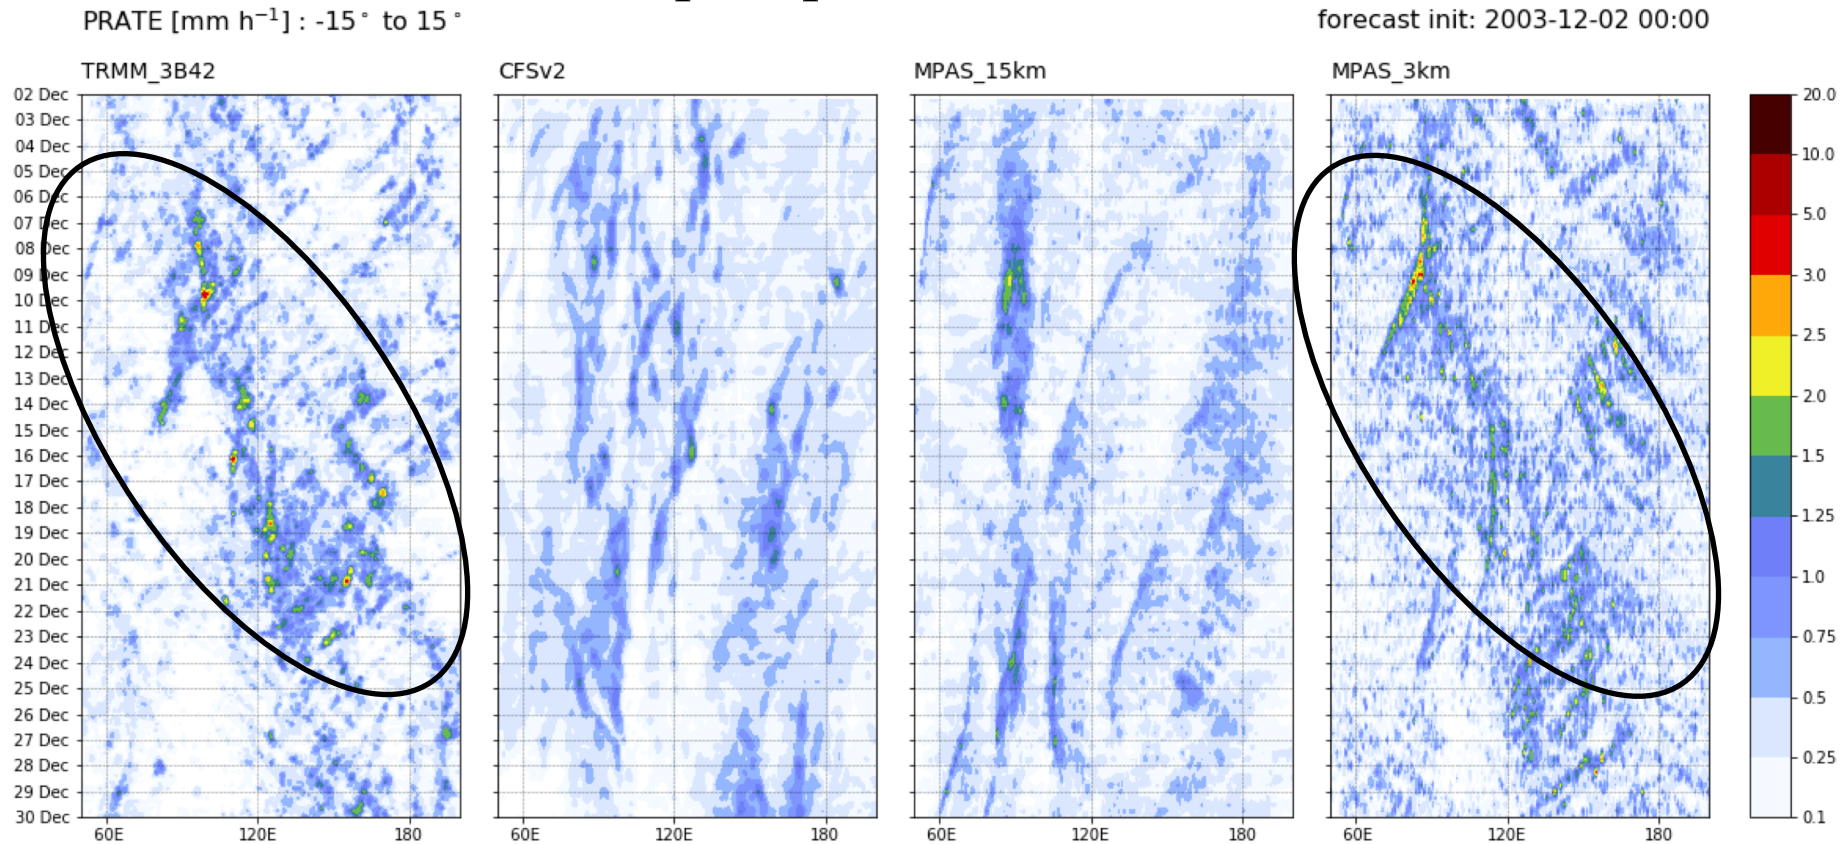 PRATE [mm h⁻¹] : -15° to 15°
forecast init: 2003-12-02 00:00
TRMM_3B42
CFSv2
MPAS_15km
MPAS_3km
02 Dec
03 Dec
04 Dec
05 Dec
06 Dec
07 Dec
08 Dec
09 Dec
10 Dec
11 Dec
12 Dec
13 Dec
14 Dec
15 Dec
16 Dec
17 Dec
18 Dec
19 Dec
20 Dec
21 Dec
22 Dec
23 Dec
24 Dec
25 Dec
26 Dec
27 Dec
28 Dec
29 Dec
30 Dec
60E 120E 180
60E 120E 180
60E 120E 180
60E 120E 180
20.0
10.0
5.0
3.0
2.5
2.0
1.5
1.25
1.0
0.75
0.5
0.25
0.1